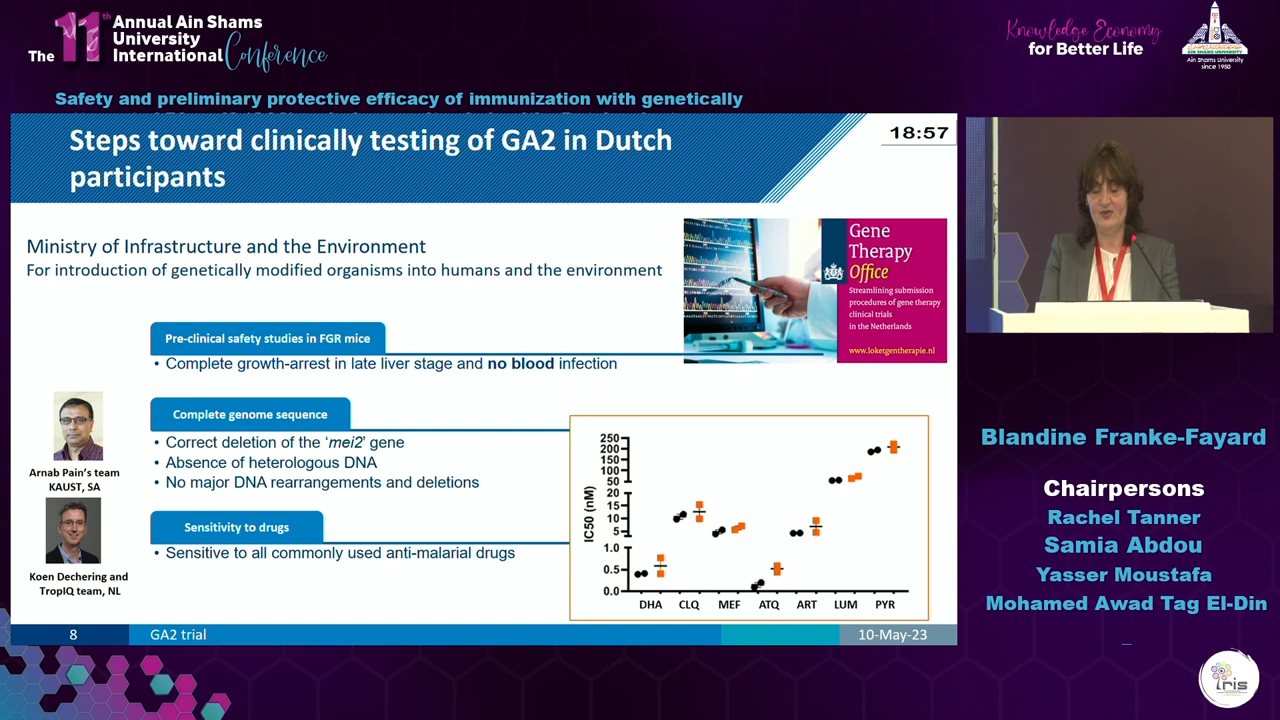 The 11th Annual Ain Shams
University
International Conference
Knowledge Economy
for Better Life
AIN SHAMS UNIVERSITY
Ain Shams University
since 1950
Safety and preliminary protective efficacy of immunization with genetically
Steps toward clinically testing of GA2 in Dutch
participants
18:57
Ministry of Infrastructure and the Environment
For introduction of genetically modified organisms into humans and the environment
Gene
Therapy
Office
Streamlining submission
procedures of gene therapy
clinical trials
in the Netherlands
www.loketgentherapie.nl
Pre-clinical safety studies in FGR mice
• Complete growth-arrest in late liver stage and no blood infection
Complete genome sequence
• Correct deletion of the ‘mei2’ gene
• Absence of heterologous DNA
• No major DNA rearrangements and deletions
Arnab Pain’s team
KAUST, SA
Sensitivity to drugs
• Sensitive to all commonly used anti-malarial drugs
Koen Dechering and
TropIQ team, NL
IC50 (nM)
250
200
150
100
50
20
15
10
5
1.0
0.5
0.0
DHA CLQ MEF ATQ ART LUM PYR
8 GA2 trial 10-May-23
Blandine Franke-Fayard
Chairpersons
Rachel Tanner
Samia Abdou
Yasser Moustafa
Mohamed Awad Tag El-Din
iris